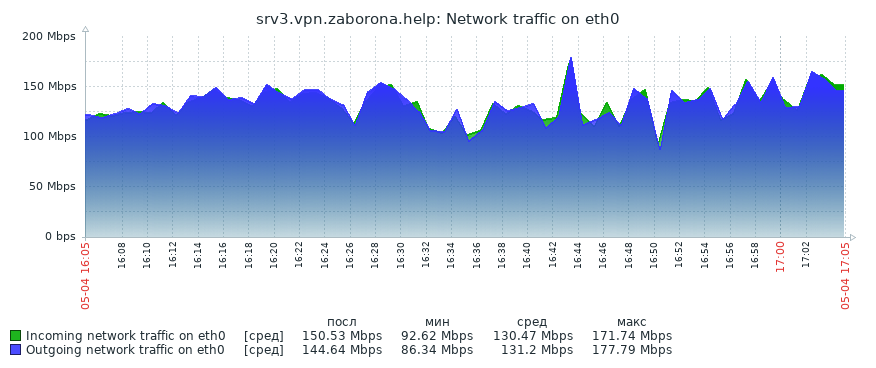 srv3.vpn.zaborona.help: Network traffic on eth0
200 Mbps
150 Mbps
100 Mbps
50 Mbps
0 bps
05-04 16:05 16:08 16:10 16:12 16:14 16:16 16:18 16:20 16:22 16:24 16:26 16:28 16:30 16:32 16:34 16:36 16:38 16:40 16:42 16:44 16:46 16:48 16:50 16:52 16:54 16:56 16:58 17:00 17:02 05-04 17:05
посл мин сред макс
Incoming network traffic on eth0 [сред] 150.53 Mbps 92.62 Mbps 130.47 Mbps 171.74 Mbps
Outgoing network traffic on eth0 [сред] 144.64 Mbps 86.34 Mbps 131.2 Mbps 177.79 Mbps